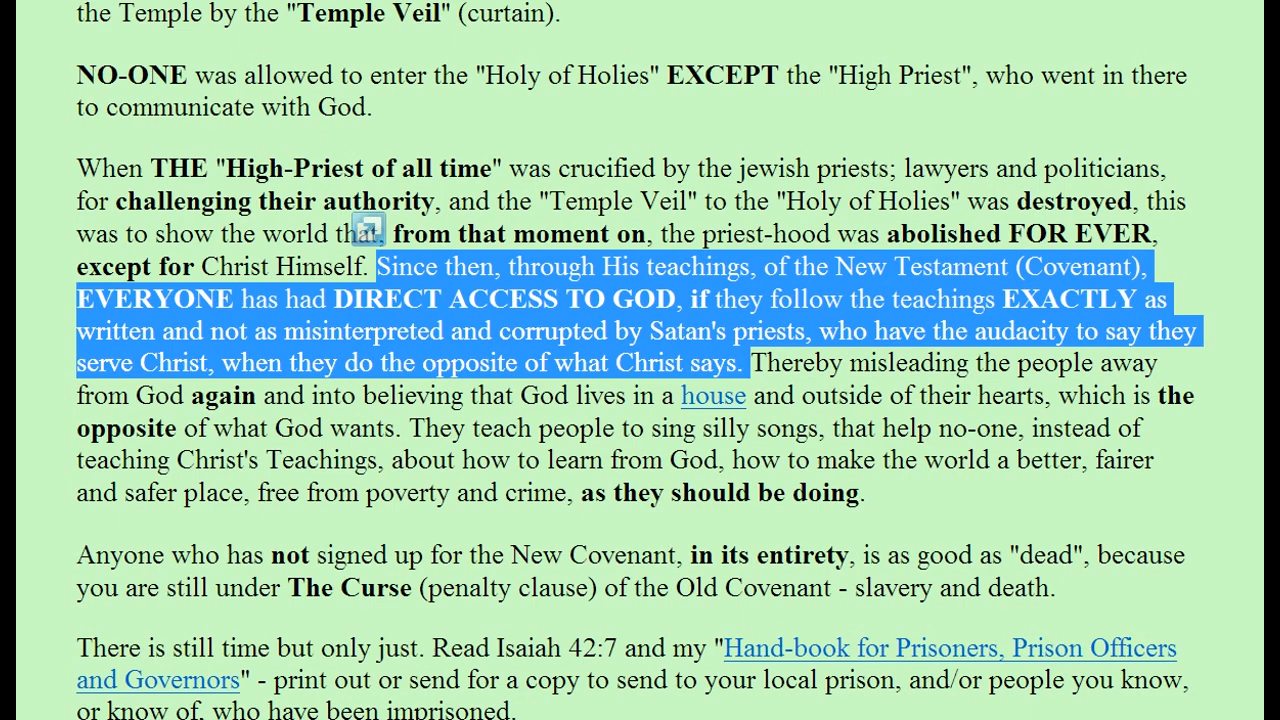 the Temple by the "Temple Veil" (curtain).
NO-ONE was allowed to enter the "Holy of Holies" EXCEPT the "High Priest", who went in there
to communicate with God.
When THE "High-Priest of all time" was crucified by the jewish priests; lawyers and politicians,
for challenging their authority, and the "Temple Veil" to the "Holy of Holies" was destroyed, this
was to show the world that, from that moment on, the priest-hood was abolished FOR EVER,
except for Christ Himself. Since then, through His teachings, of the New Testament (Covenant),
EVERYONE has had DIRECT ACCESS TO GOD, if they follow the teachings EXACTLY as
written and not as misinterpreted and corrupted by Satan's priests, who have the audacity to say they
serve Christ, when they do the opposite of what Christ says. Thereby misleading the people away
from God again and into believing that God lives in a house and outside of their hearts, which is the
opposite of what God wants. They teach people to sing silly songs, that help no-one, instead of
teaching Christ's Teachings, about how to learn from God, how to make the world a better, fairer
and safer place, free from poverty and crime, as they should be doing.
Anyone who has not signed up for the New Covenant, in its entirety, is as good as "dead", because
you are still under The Curse (penalty clause) of the Old Covenant - slavery and death.
There is still time but only just. Read Isaiah 42:7 and my "Hand-book for Prisoners, Prison Officers
and Governors" - print out or send for a copy to send to your local prison, and/or people you know,
or know of, who have been imprisoned.